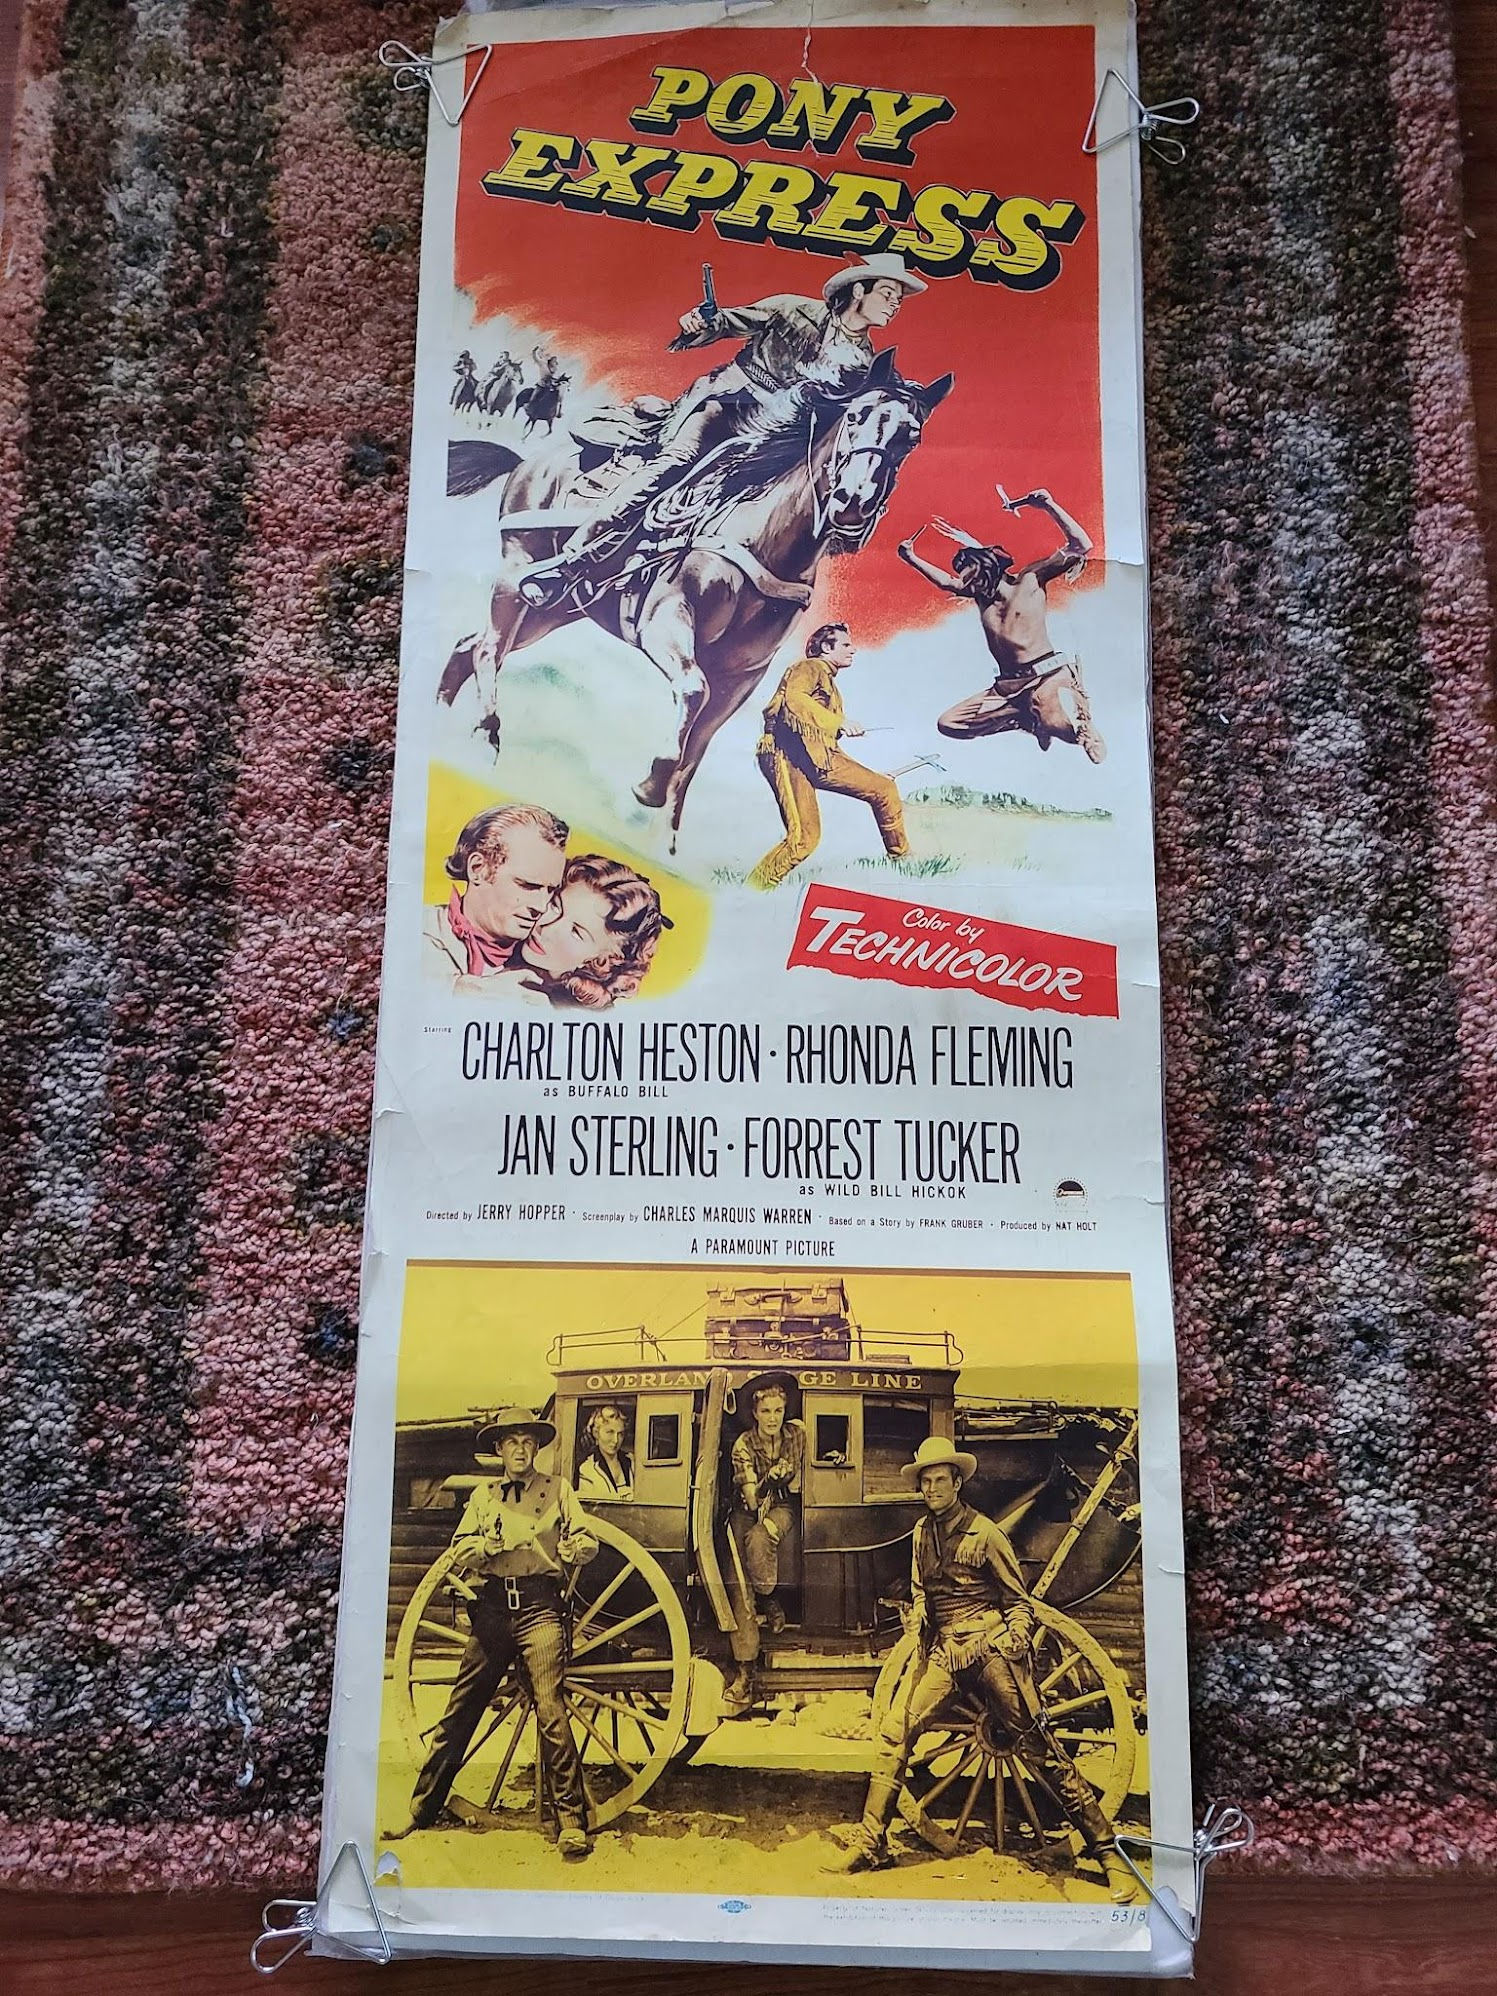 PONY
EXPRESS
Color by
TECHNICOLOR
Starring
CHARLTON HESTON · RHONDA FLEMING
as BUFFALO BILL
JAN STERLING · FORREST TUCKER
as WILD BILL HICKOK
Directed by JERRY HOPPER · Screenplay by CHARLES MARQUIS WARREN · Based on a Story by FRANK GRUBER · Produced by NAT HOLT
A PARAMOUNT PICTURE
OVERLAN S GE LINE
53/8